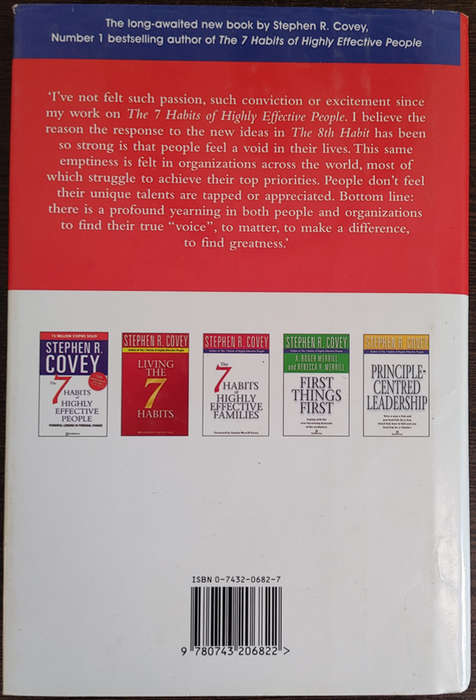 The long-awaited new book by Stephen R. Covey,
Number 1 bestselling author of The 7 Habits of Highly Effective People
‘I’ve not felt such passion, such conviction or excitement since
my work on The 7 Habits of Highly Effective People. I believe the
reason the response to the new ideas in The 8th Habit has been
so strong is that people feel a void in their lives. This same
emptiness is felt in organizations across the world, most of
which struggle to achieve their top priorities. People don’t feel
their unique talents are tapped or appreciated. Bottom line:
there is a profound yearning in both people and organizations
to find their true “voice”, to matter, to make a difference,
to find greatness.’
STEPHEN R.
COVEY
The
7
HABITS
OF
HIGHLY
EFFECTIVE
PEOPLE
POWERFUL LESSONS IN PERSONAL CHANGE
STEPHEN R. COVEY
LIVING
THE
7
HABITS
STEPHEN R. COVEY
The
7
HABITS
OF
HIGHLY
EFFECTIVE
FAMILIES
STEPHEN R. COVEY
A. ROGER MERRILL
AND REBECCA R. MERRILL
FIRST
THINGS
FIRST
STEPHEN R. COVEY
PRINCIPLE-
CENTRED
LEADERSHIP
ISBN 0-7432-0682-7
9 780743 206822 >